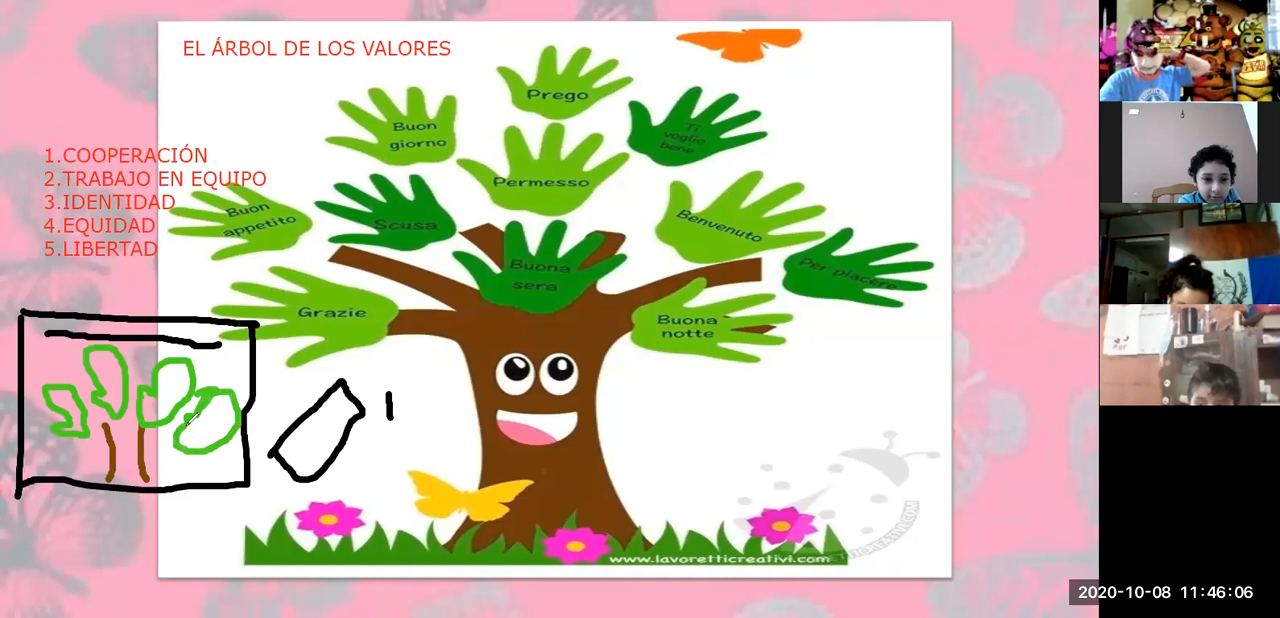 EL ÁRBOL DE LOS VALORES
1.COOPERACIÓN
2.TRABAJO EN EQUIPO
3.IDENTIDAD
4.EQUIDAD
5.LIBERTAD
Prego
Buon
giorno
Ti
voglio
bene
Permesso
Buon
appetito
Scusa
Benvenuto
Buona
sera
Per piacere
Grazie
Buona
notte
1
www.lavoretticreativi.com
2020-10-08 11:46:06